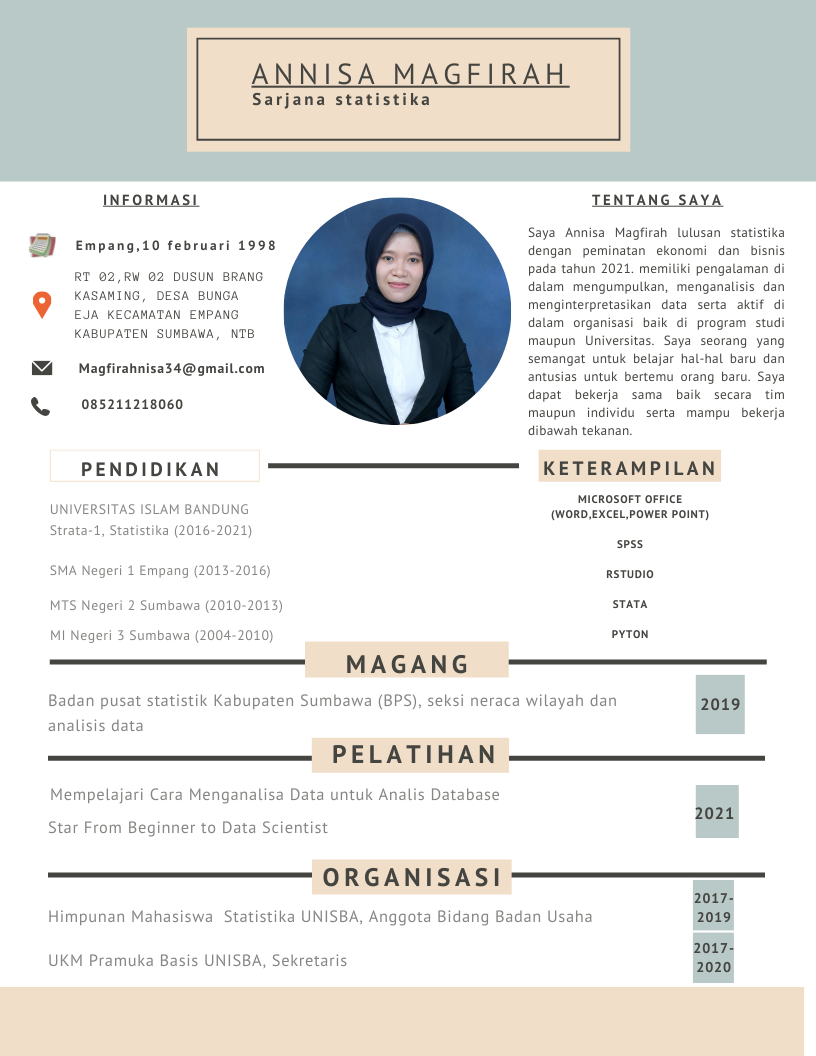 ANNISA MAGFIRAH
Sarjana statistika
INFORMASI
Empang,10 februari 1998
RT 02,RW 02 DUSUN BRANG
KASAMING, DESA BUNGA
EJA KECAMATAN EMPANG
KABUPATEN SUMBAWA, NTB
Magfirahnisa34@gmail.com
085211218060
TENTANG SAYA
Saya Annisa Magfirah lulusan statistika
dengan peminatan ekonomi dan bisnis
pada tahun 2021. memiliki pengalaman di
dalam mengumpulkan, menganalisis dan
menginterpretasikan data serta aktif di
dalam organisasi baik di program studi
maupun Universitas. Saya seorang yang
semangat untuk belajar hal-hal baru dan
antusias untuk bertemu orang baru. Saya
dapat bekerja sama baik secara tim
maupun individu serta mampu bekerja
dibawah tekanan.
PENDIDIKAN
UNIVERSITAS ISLAM BANDUNG
Strata-1, Statistika (2016-2021)
SMA Negeri 1 Empang (2013-2016)
MTS Negeri 2 Sumbawa (2010-2013)
MI Negeri 3 Sumbawa (2004-2010)
KETERAMPILAN
MICROSOFT OFFICE
(WORD,EXCEL,POWER POINT)
SPSS
RSTUDIO
STATA
PYTON
MAGANG
Badan pusat statistik Kabupaten Sumbawa (BPS), seksi neraca wilayah dan
analisis data
2019
PELATIHAN
Mempelajari Cara Menganalisa Data untuk Analis Database
Star From Beginner to Data Scientist
2021
ORGANISASI
Himpunan Mahasiswa  Statistika UNISBA, Anggota Bidang Badan Usaha
2017-
2019
UKM Pramuka Basis UNISBA, Sekretaris
2017-
2020